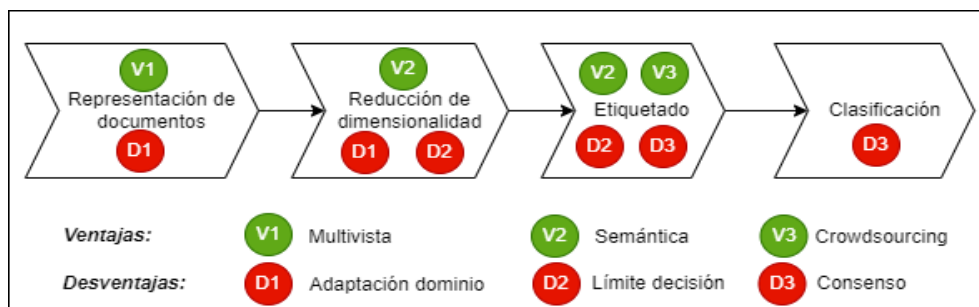 V1
Representación de
documentos
D1
V2
Reducción de
dimensionalidad
D1 D2
V2 V3
Etiquetado
D2 D3
Clasificación
D3
Ventajas: V1 Multivista V2 Semántica V3 Crowdsourcing
Desventajas: D1 Adaptación dominio D2 Límite decisión D3 Consenso